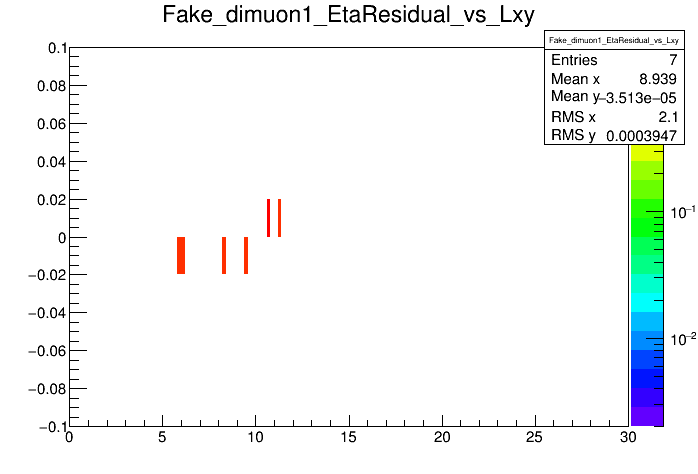 Fake_dimuon1_EtaResidual_vs_Lxy
Fake_dimuon1_EtaResidual_vs_Lxy
Entries 7
Mean x 8.939
Mean y −3.513e−05
RMS x 2.1
RMS y 0.0003947
0.1
0.08
0.06
0.04
0.02
0
−0.02
−0.04
−0.06
−0.08
−0.1
0 5 10 15 20 25 30
10⁻¹
10⁻²